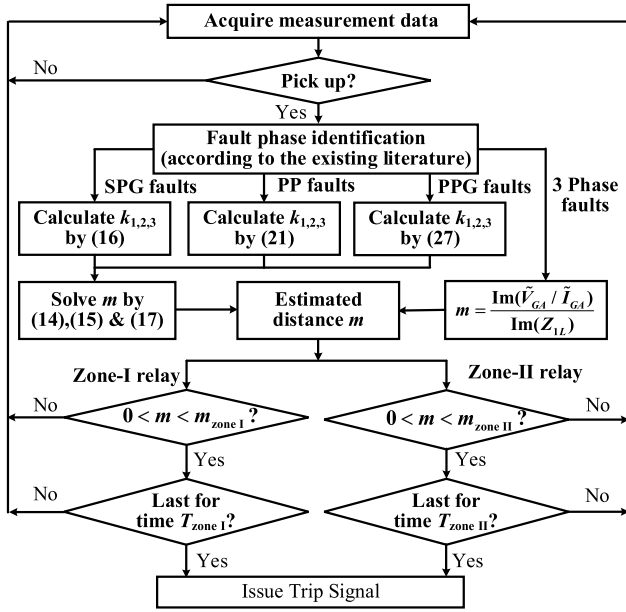 Acquire measurement data
No
Pick up?
Yes
Fault phase identification
(according to the existing literature)
SPG faults
PP faults
PPG faults
3 Phase
faults
Calculate k1,2,3
by (16)
Calculate k1,2,3
by (21)
Calculate k1,2,3
by (27)
Solve m by
(14),(15) & (17)
Estimated
distance m
m = Im(ṼGA / ĨGA) / Im(Z1L)
Zone-I relay
Zone-II relay
No
0 < m < mzone I ?
0 < m < mzone II ?
No
Yes
Yes
No
Last for
time Tzone I?
Last for
time Tzone II?
No
Yes
Yes
Issue Trip Signal